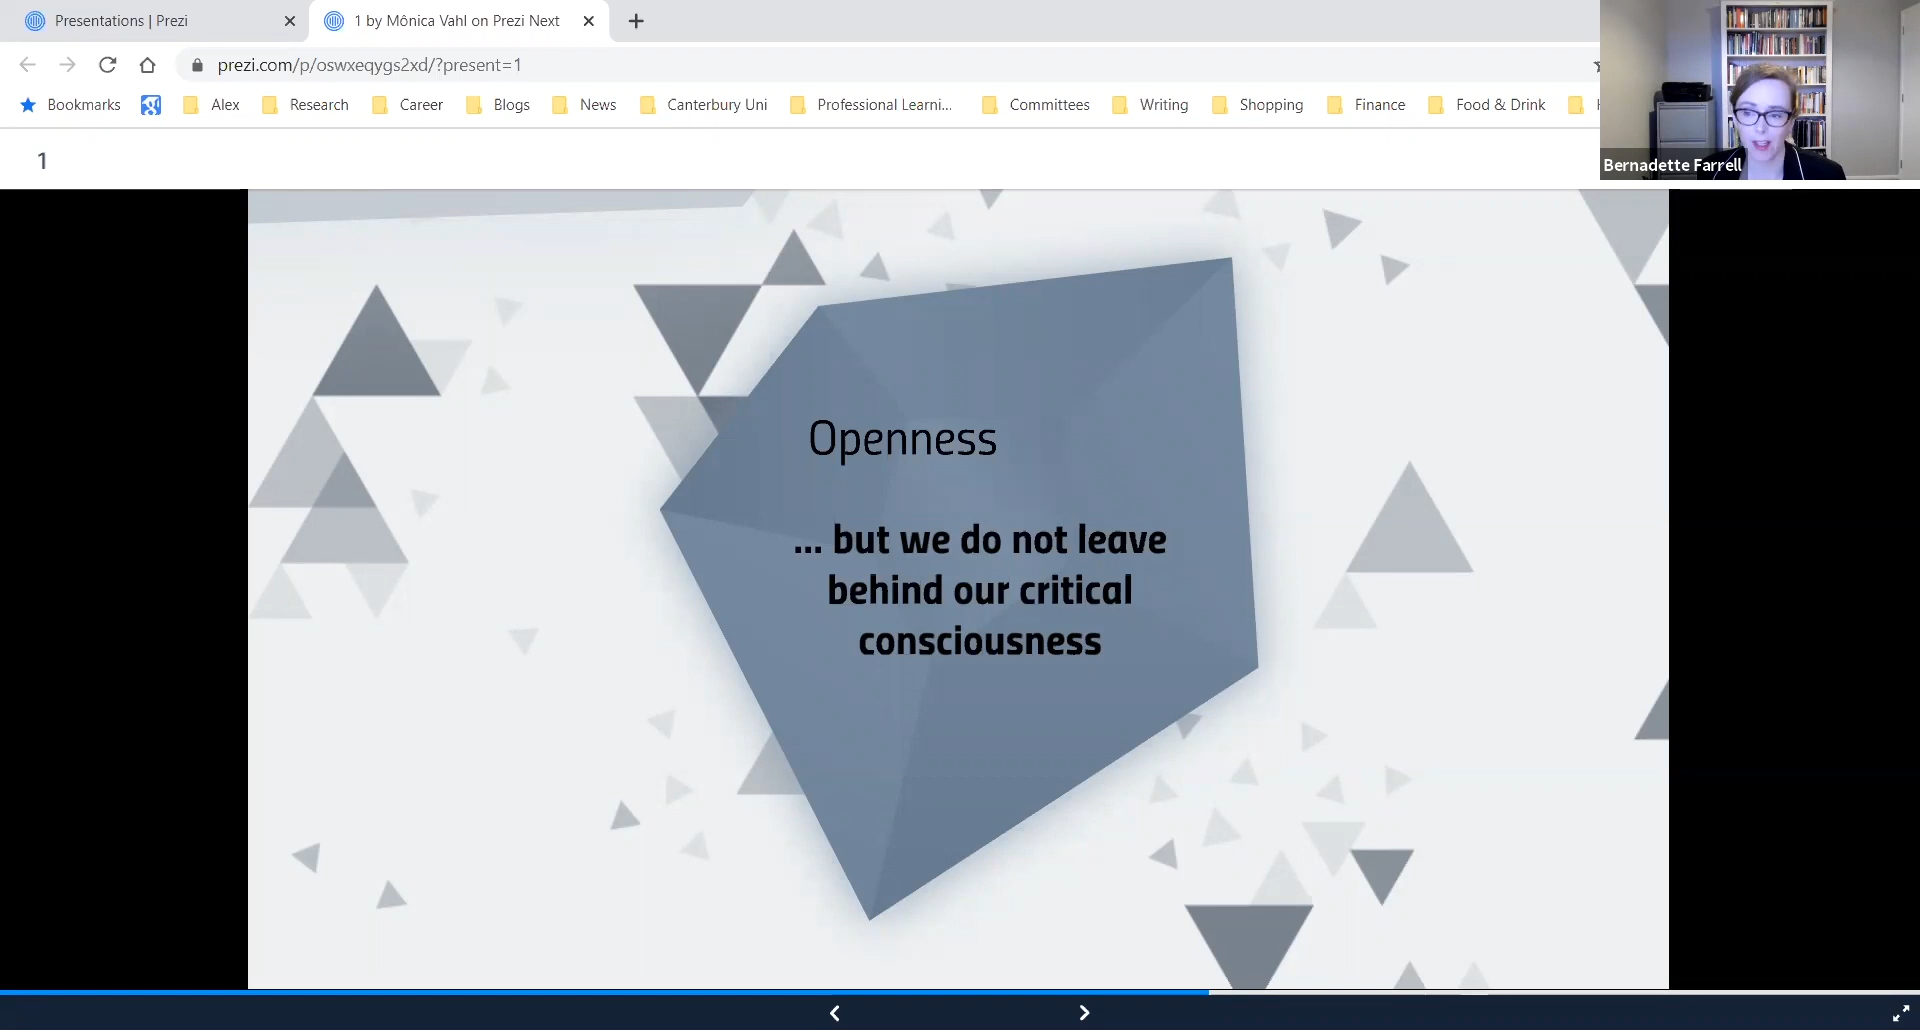 Presentations | Prezi
1 by Mônica Vahl on Prezi Next
prezi.com/p/oswxeqygs2xd/?present=1
Bookmarks
Alex
Research
Career
Blogs
News
Canterbury Uni
Professional Learni...
Committees
Writing
Shopping
Finance
Food & Drink
Bernadette Farrell
1
Openness
... but we do not leave
behind our critical
consciousness